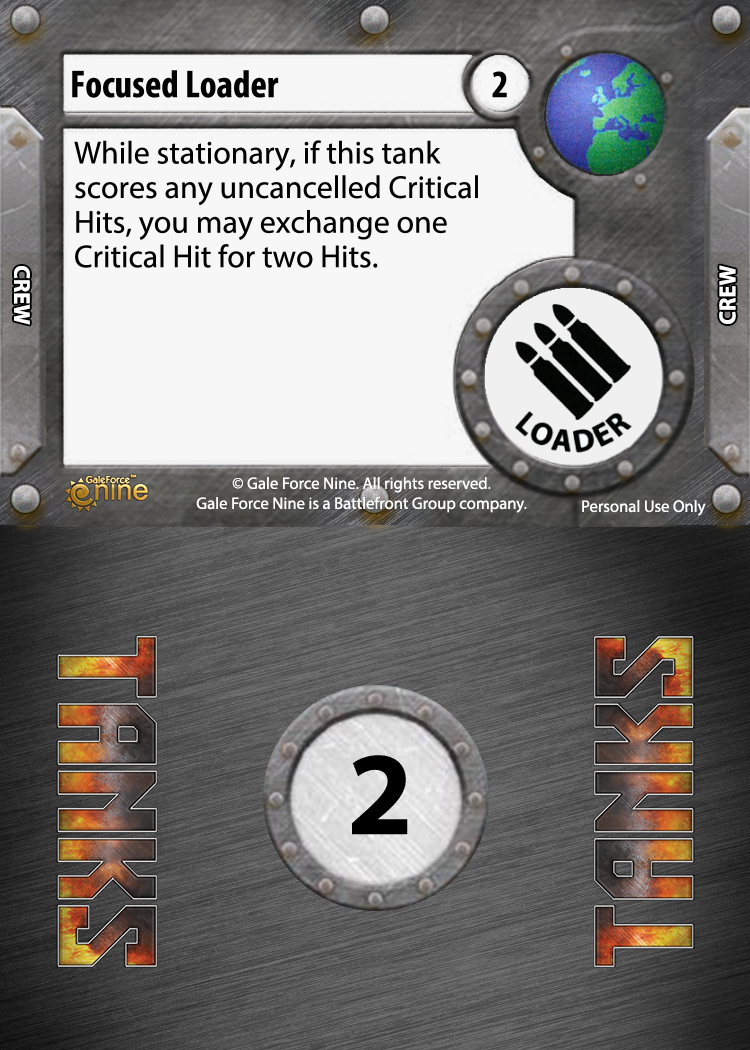 Focused Loader
2
While stationary, if this tank
scores any uncancelled Critical
Hits, you may exchange one
Critical Hit for two Hits.
CREW
CREW
LOADER
GaleForce™
nine
© Gale Force Nine. All rights reserved.
Gale Force Nine is a Battlefront Group company.
Personal Use Only
TANKS
2
TANKS